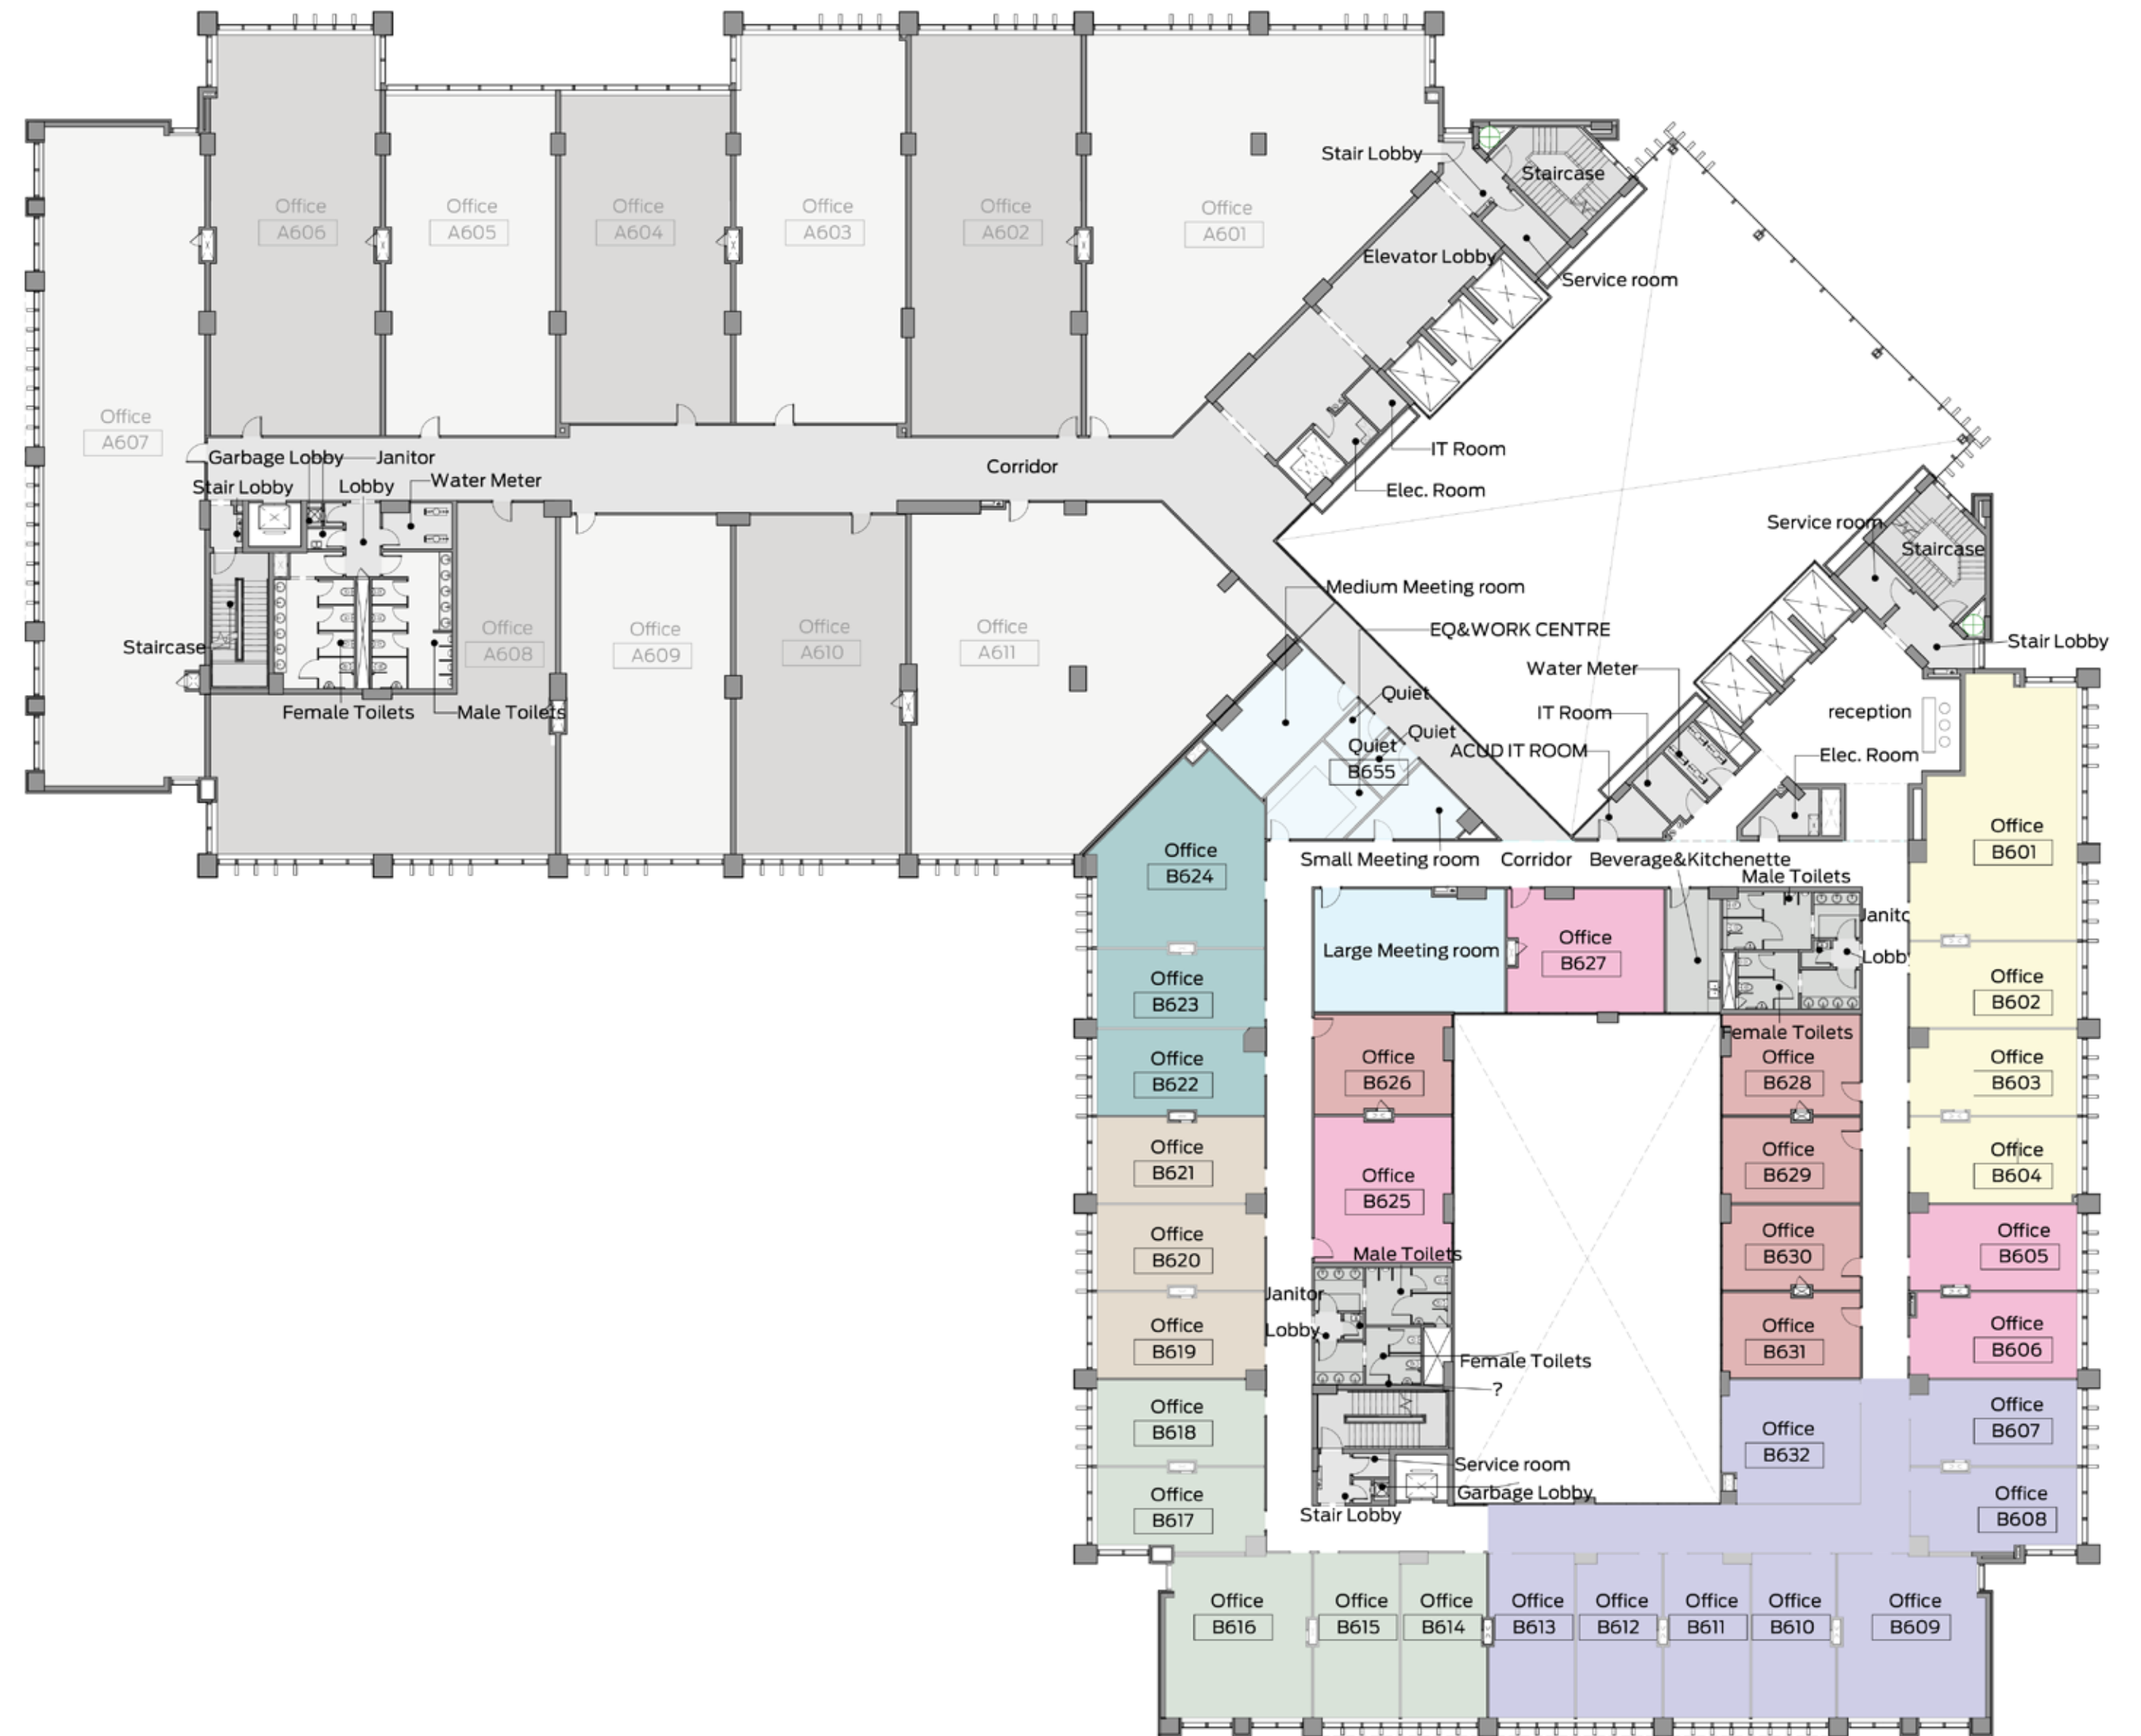 Office
A606
Office
A605
Office
A604
Office
A603
Office
A602
Office
A601
Office
A607
Stair Lobby
Staircase
Elevator Lobby
Service room
IT Room
Elec. Room
Corridor
Garbage Lobby
Janitor
Stair Lobby
Lobby
Water Meter
Staircase
Female Toilets
Male Toilets
Office
A608
Office
A609
Office
A610
Office
A611
Medium Meeting room
EQ&WORK CENTRE
Quiet
Quiet
Quiet
B655
Water Meter
IT Room
ACUD IT ROOM
Service room
Staircase
Stair Lobby
reception
Elec. Room
Small Meeting room
Corridor
Beverage&Kitchenette
Male Toilets
Janito
Lobb
Female Toilets
Large Meeting room
Office
B627
Office
B624
Office
B623
Office
B622
Office
B621
Office
B620
Office
B619
Office
B618
Office
B617
Office
B626
Office
B625
Male Toilets
Janitor
Lobby
Female Toilets
?
Service room
Garbage Lobby
Stair Lobby
Office
B628
Office
B629
Office
B630
Office
B631
Office
B632
Office
B601
Office
B602
Office
B603
Office
B604
Office
B605
Office
B606
Office
B607
Office
B608
Office
B616
Office
B615
Office
B614
Office
B613
Office
B612
Office
B611
Office
B610
Office
B609